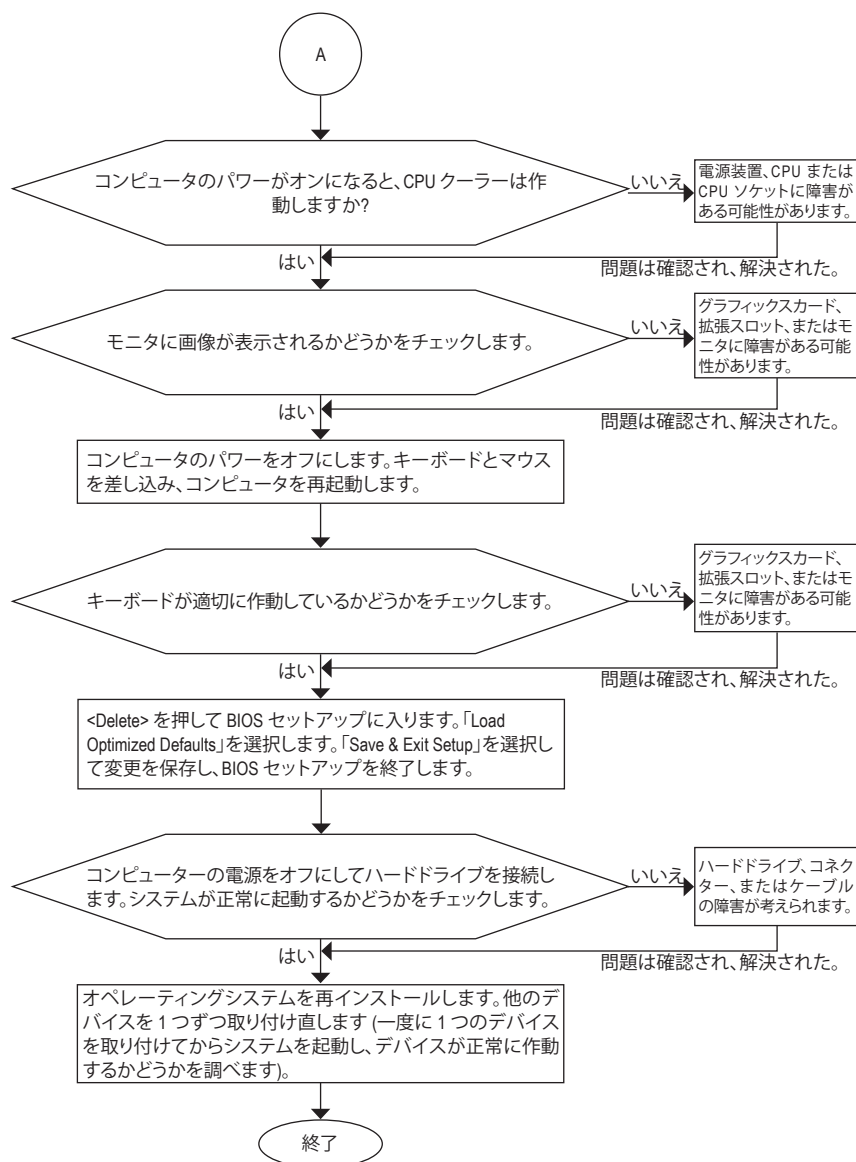 A
コンピュータのパワーがオンになると、CPU クーラーは作
動しますか?
いいえ
電源装置、CPU または
CPU ソケットに障害が
ある可能性があります。
はい
問題は確認され、解決された。
モニタに画像が表示されるかどうかをチェックします。
いいえ
グラフィックスカード、
拡張スロット、またはモ
ニタに障害がある可能
性があります。
はい
問題は確認され、解決された。
コンピュータのパワーをオフにします。キーボードとマウス
を差し込み、コンピュータを再起動します。
キーボードが適切に作動しているかどうかをチェックします。
いいえ
グラフィックスカード、
拡張スロット、またはモ
ニタに障害がある可能
性があります。
はい
問題は確認され、解決された。
<Delete> を押して BIOS セットアップに入ります。「Load
Optimized Defaults」を選択します。「Save & Exit Setup」を選択し
て変更を保存し、BIOS セットアップを終了します。
コンピューターの電源をオフにしてハードドライブを接続し
ます。システムが正常に起動するかどうかをチェックします。
いいえ
ハードドライブ、コネク
ター、またはケーブル
の障害が考えられます。
はい
問題は確認され、解決された。
オペレーティングシステムを再インストールします。他のデ
バイスを 1 つずつ取り付け直します (一度に 1 つのデバイス
を取り付けてからシステムを起動し、デバイスが正常に作動
するかどうかを調べます)。
終了